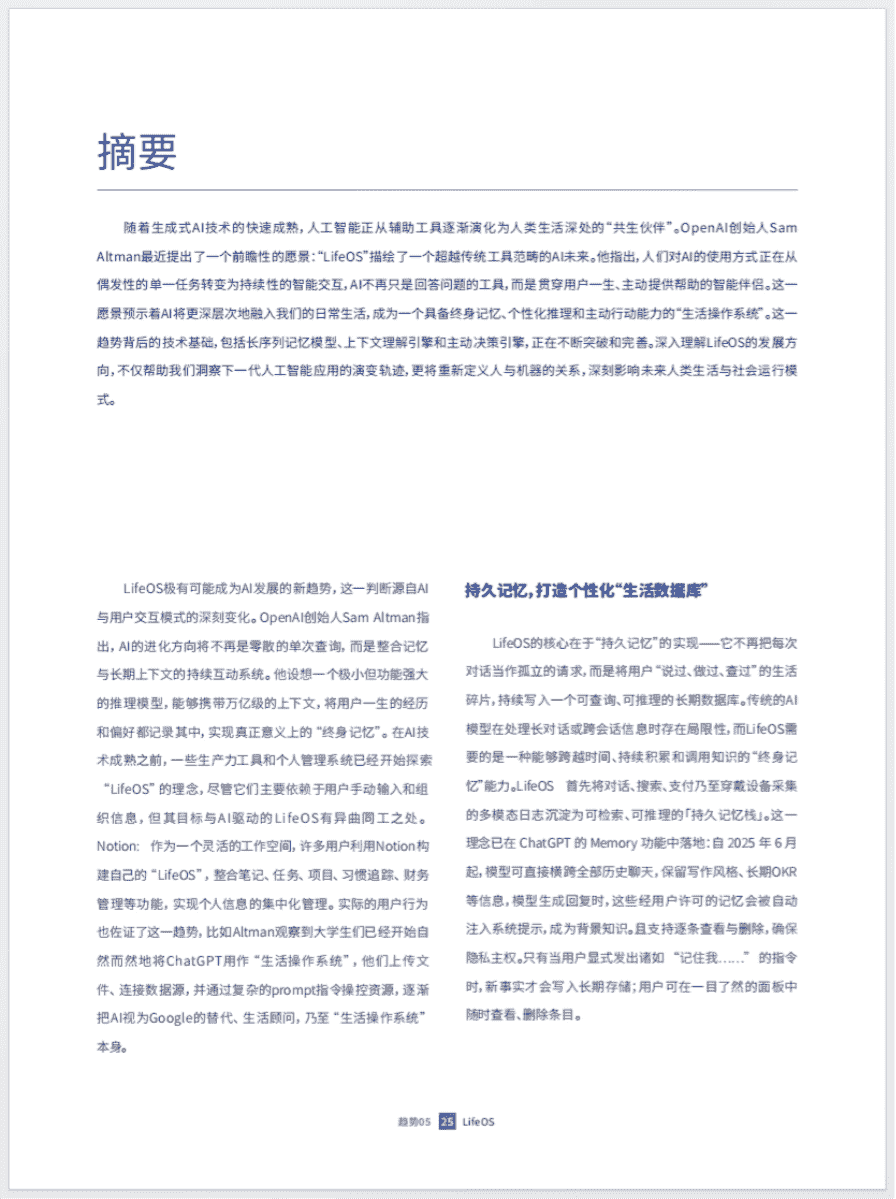 摘要
随着生成式AI技术的快速成熟，人工智能正从辅助工具逐渐演化为人类生活深处的“共生伙伴”。OpenAI创始人Sam
Altman最近提出了一个前瞻性的愿景：“LifeOS”描绘了一个超越传统工具范畴的AI未来。他指出，人们对AI的使用方式正在从
偶发性的单一任务转变为持续性的智能交互，AI不再只是回答问题的工具，而是贯穿用户一生、主动提供帮助的智能伴侣。这一
愿景预示着AI将更深层次地融入我们的日常生活，成为一个具备终身记忆、个性化推理和主动行动能力的“生活操作系统”。这一
趋势背后的技术基础，包括长序列记忆模型、上下文理解引擎和主动决策引擎，正在不断突破和完善。深入理解LifeOS的发展方
向，不仅帮助我们洞察下一代人工智能应用的演变轨迹，更将重新定义人与机器的关系，深刻影响未来人类生活与社会运行模
式。
LifeOS极有可能成为AI发展的新趋势，这一判断源自AI
与用户交互模式的深刻变化。OpenAI创始人Sam Altman指
出，AI的进化方向将不再是零散的单次查询，而是整合记忆
与长期上下文的持续互动系统。他设想一个极小但功能强大
的推理模型，能够携带万亿级的上下文，将用户一生的经历
和偏好都记录其中，实现真正意义上的“终身记忆”。在AI技
术成熟之前，一些生产力工具和个人管理系统已经开始探索
“LifeOS”的理念，尽管它们主要依赖于用户手动输入和组
织信息，但其目标与AI驱动的LifeOS有异曲同工之处。
Notion: 作为一个灵活的工作空间，许多用户利用Notion构
建自己的“LifeOS”，整合笔记、任务、项目、习惯追踪、财务
管理等功能，实现个人信息的集中化管理。实际的用户行为
也佐证了这一趋势，比如Altman观察到大学生们已经开始自
然而然地将ChatGPT用作“生活操作系统”，他们上传文
件、连接数据源，并通过复杂的prompt指令操控资源，逐渐
把AI视为Google的替代、生活顾问，乃至“生活操作系统”
本身。
持久记忆，打造个性化“生活数据库”
LifeOS的核心在于“持久记忆”的实现——它不再把每次
对话当作孤立的请求，而是将用户“说过、做过、查过”的生活
碎片，持续写入一个可查询、可推理的长期数据库。传统的AI
模型在处理长对话或跨会话信息时存在局限性，而LifeOS需
要的是一种能够跨越时间、持续积累和调用知识的“终身记
忆”能力。LifeOS 首先将对话、搜索、支付乃至穿戴设备采集
的多模态日志沉淀为可检索、可推理的「持久记忆栈」。这一
理念已在 ChatGPT 的 Memory 功能中落地：自 2025 年 6 月
起，模型可直接横跨全部历史聊天，保留写作风格、长期OKR
等信息，模型生成回复时，这些经用户许可的记忆会被自动
注入系统提示，成为背景知识。且支持逐条查看与删除，确保
隐私主权。只有当用户显式发出诸如 “记住我……” 的指令
时，新事实才会写入长期存储；用户可在一目了然的面板中
随时查看、删除条目。
趋势05 25 LifeOS